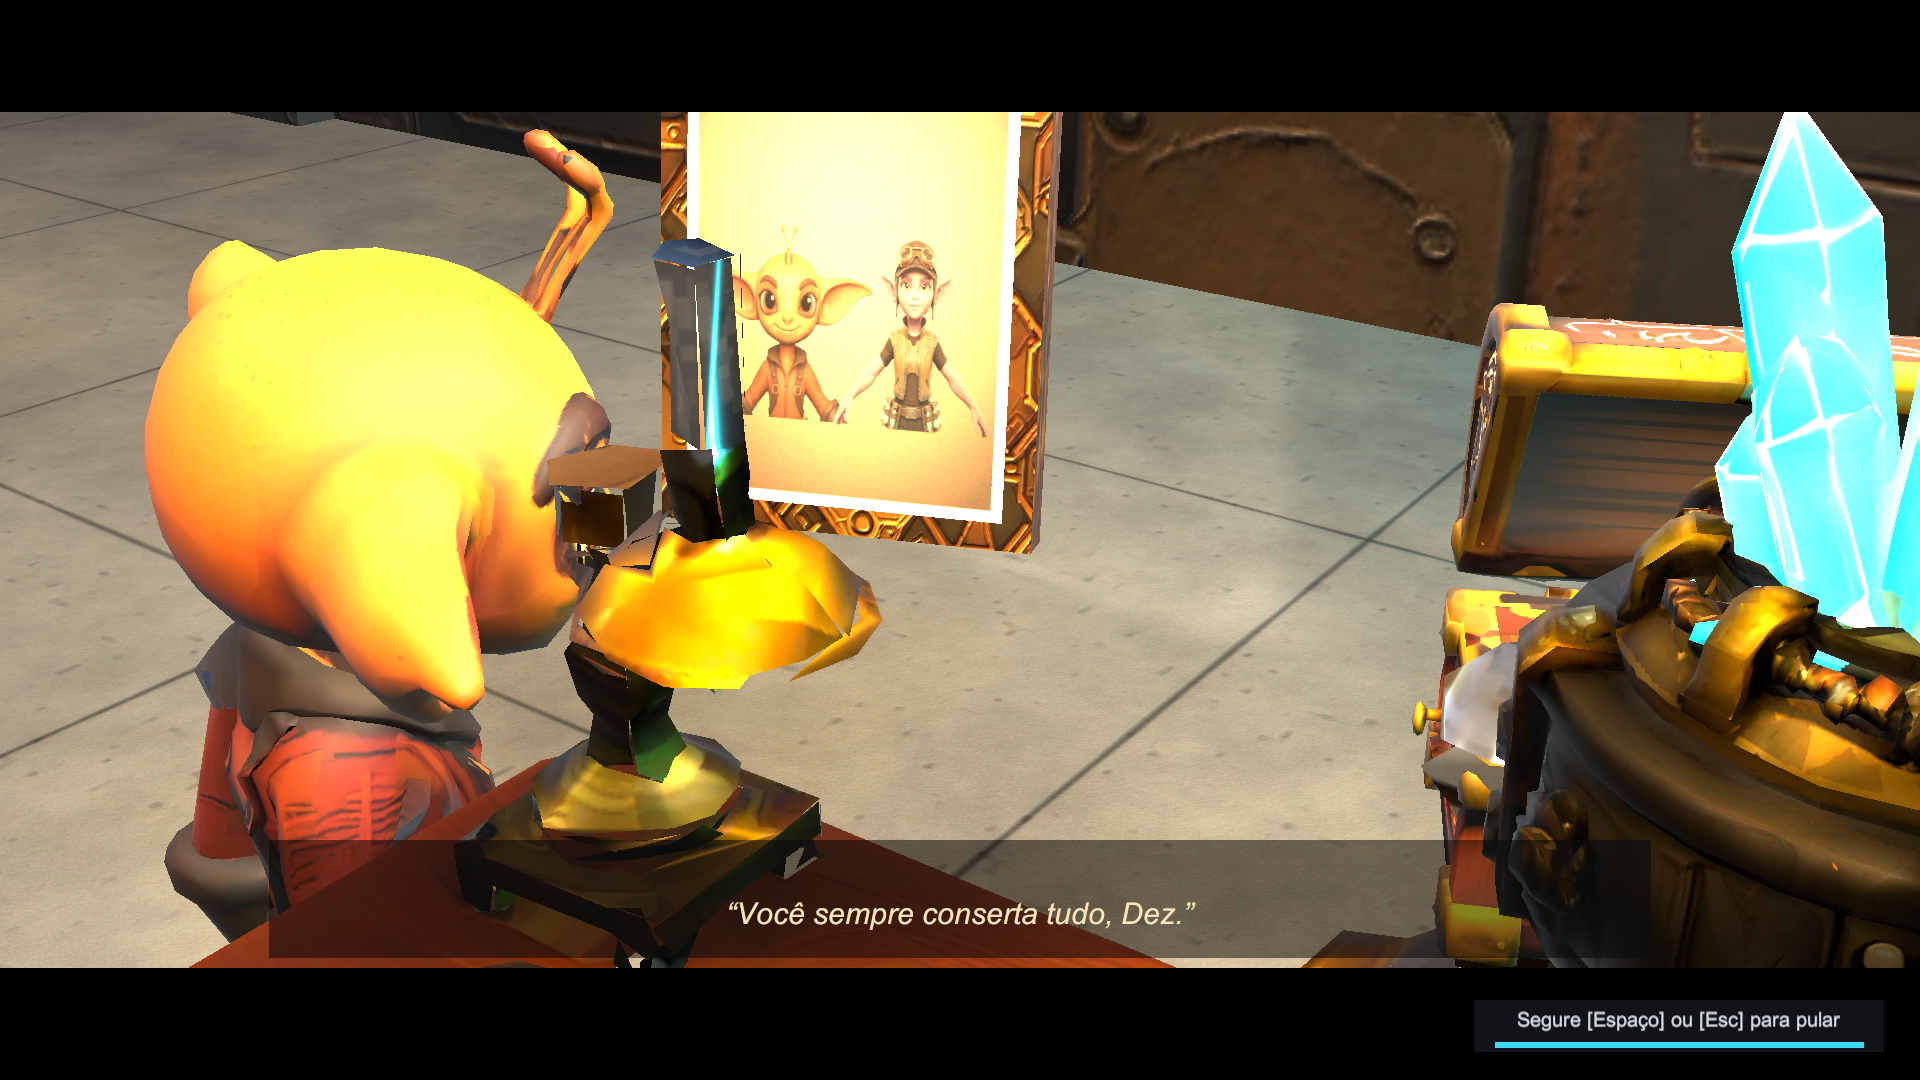 “Você sempre conserta tudo, Dez.”
Segure [Espaço] ou [Esc] para pular